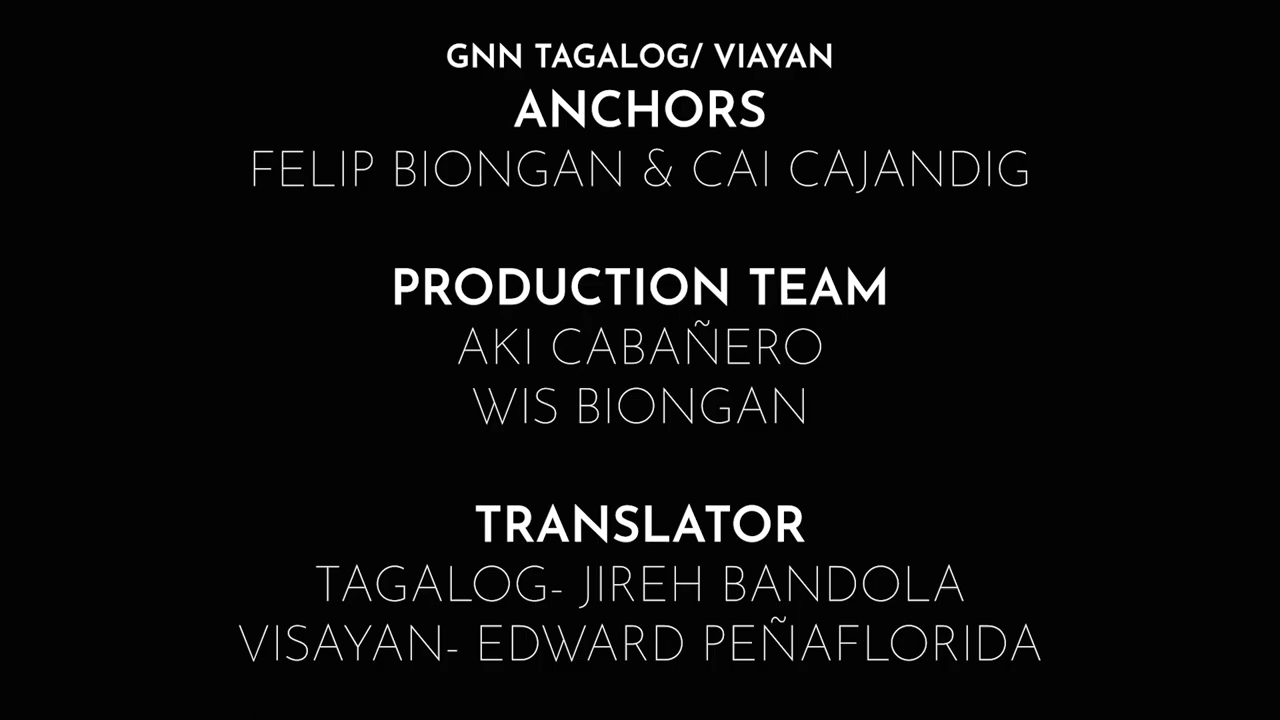 GNN TAGALOG/ VIAYAN
ANCHORS
FELIP BIONGAN & CAI CAJANDIG
PRODUCTION TEAM
AKI CABAÑERO
WIS BIONGAN
TRANSLATOR
TAGALOG- JIREH BANDOLA
VISAYAN- EDWARD PEÑAFLORIDA